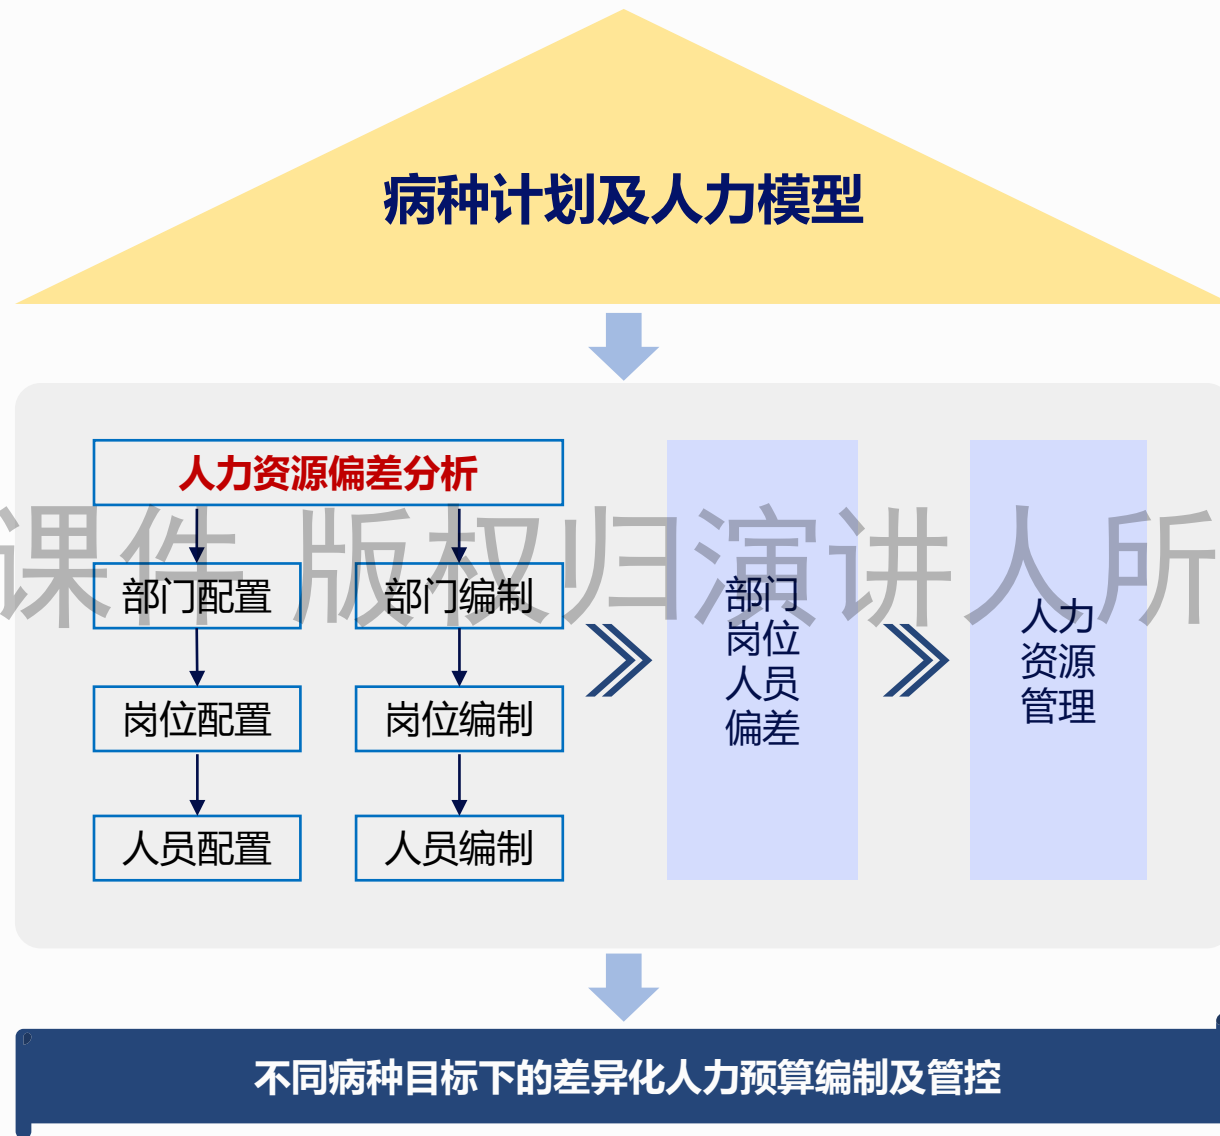 病种计划及人力模型
人力资源偏差分析
部门配置
部门编制
岗位配置
岗位编制
人员配置
人员编制
部门
岗位
人员
偏差
人力
资源
管理
课件 版权归演讲人所
不同病种目标下的差异化人力预算编制及管控